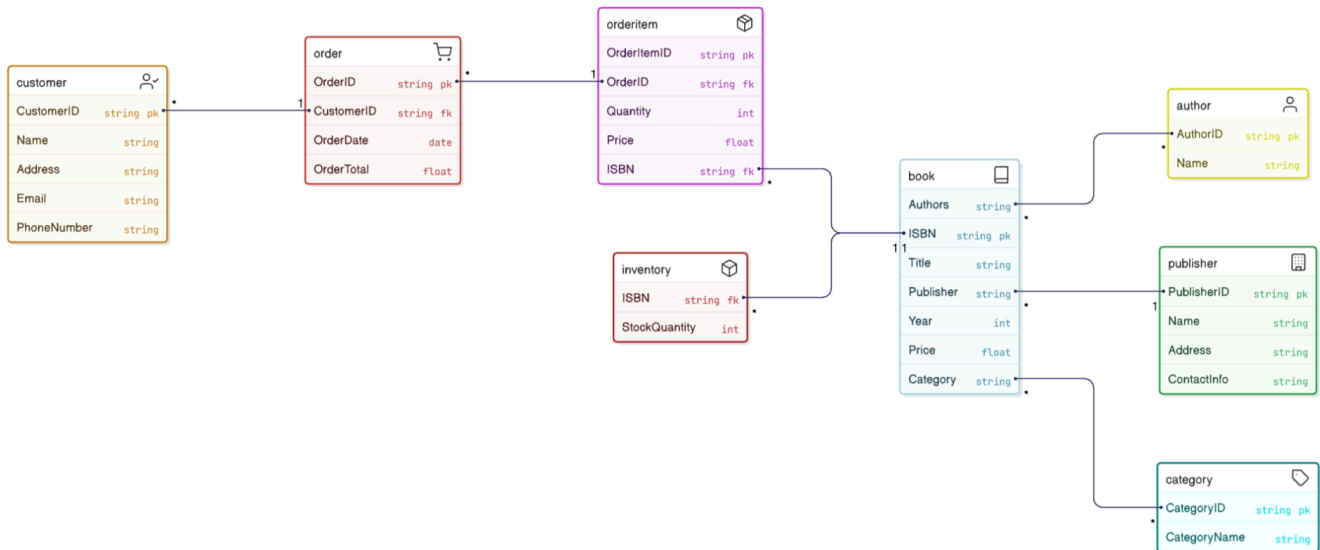 customer
CustomerID string pk
Name string
Address string
Email string
PhoneNumber string
*
1
order
OrderID string pk
CustomerID string fk
OrderDate date
OrderTotal float
*
1
orderitem
OrderItemID string pk
OrderID string fk
Quantity int
Price float
ISBN string fk
*
inventory
ISBN string fk
StockQuantity int
*
1 1
book
Authors string
ISBN string pk
Title string
Publisher string
Year int
Price float
Category string
*
*
*
author
AuthorID string pk
Name string
*
publisher
PublisherID string pk
Name string
Address string
ContactInfo string
1
category
CategoryID string pk
CategoryName string
*